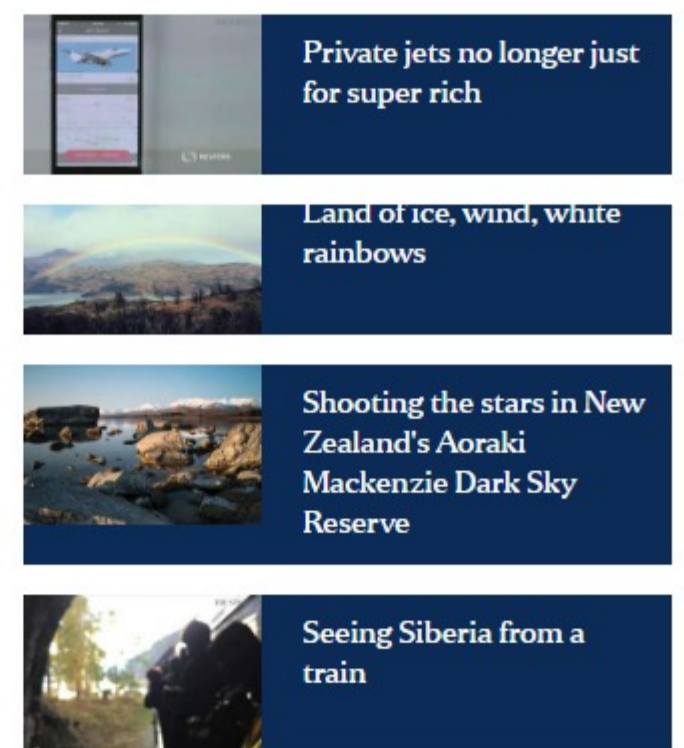 Private jets no longer just
for super rich
REUTERS
Land of ice, wind, white
rainbows
Shooting the stars in New
Zealand's Aoraki
Mackenzie Dark Sky
Reserve
Seeing Siberia from a
train